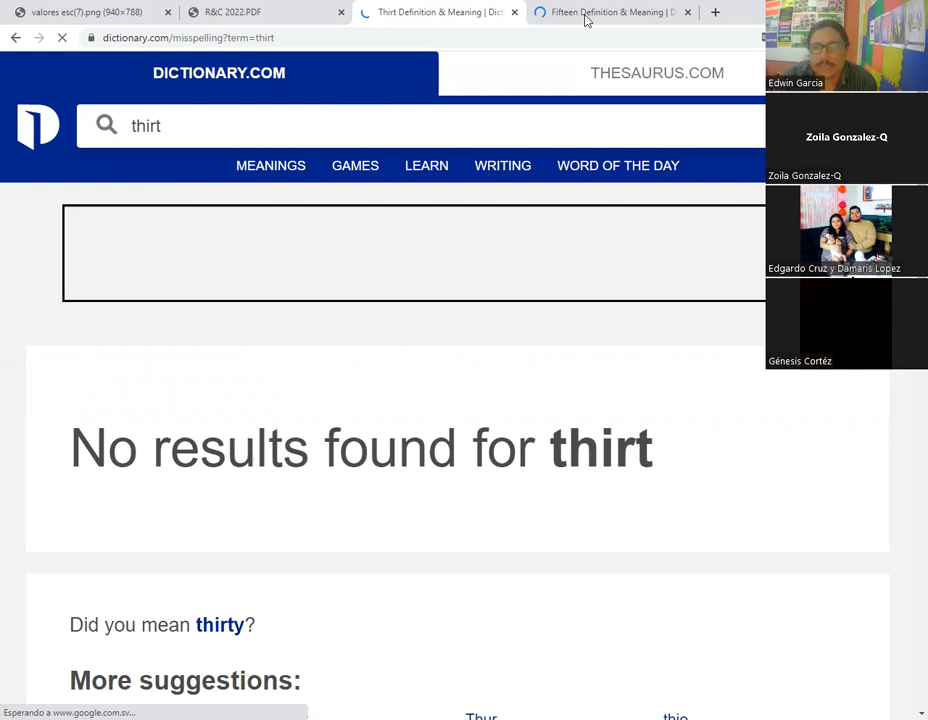 valores esc(7).png (940×788)
R&C 2022.PDF
Thirt Definition & Meaning | Dict
Fifteen Definition & Meaning | D
dictionary.com/misspelling?term=thirt
DICTIONARY.COM
THESAURUS.COM
thirt
MEANINGS
GAMES
LEARN
WRITING
WORD OF THE DAY
No results found for thirt
Did you mean thirty?
More suggestions:
Thur
thio
Esperando a www.google.com.sv...
Edwin Garcia
Zoila Gonzalez-Q
Zoila Gonzalez-Q
Edgardo Cruz y Damaris Lopez
Génesis Cortéz